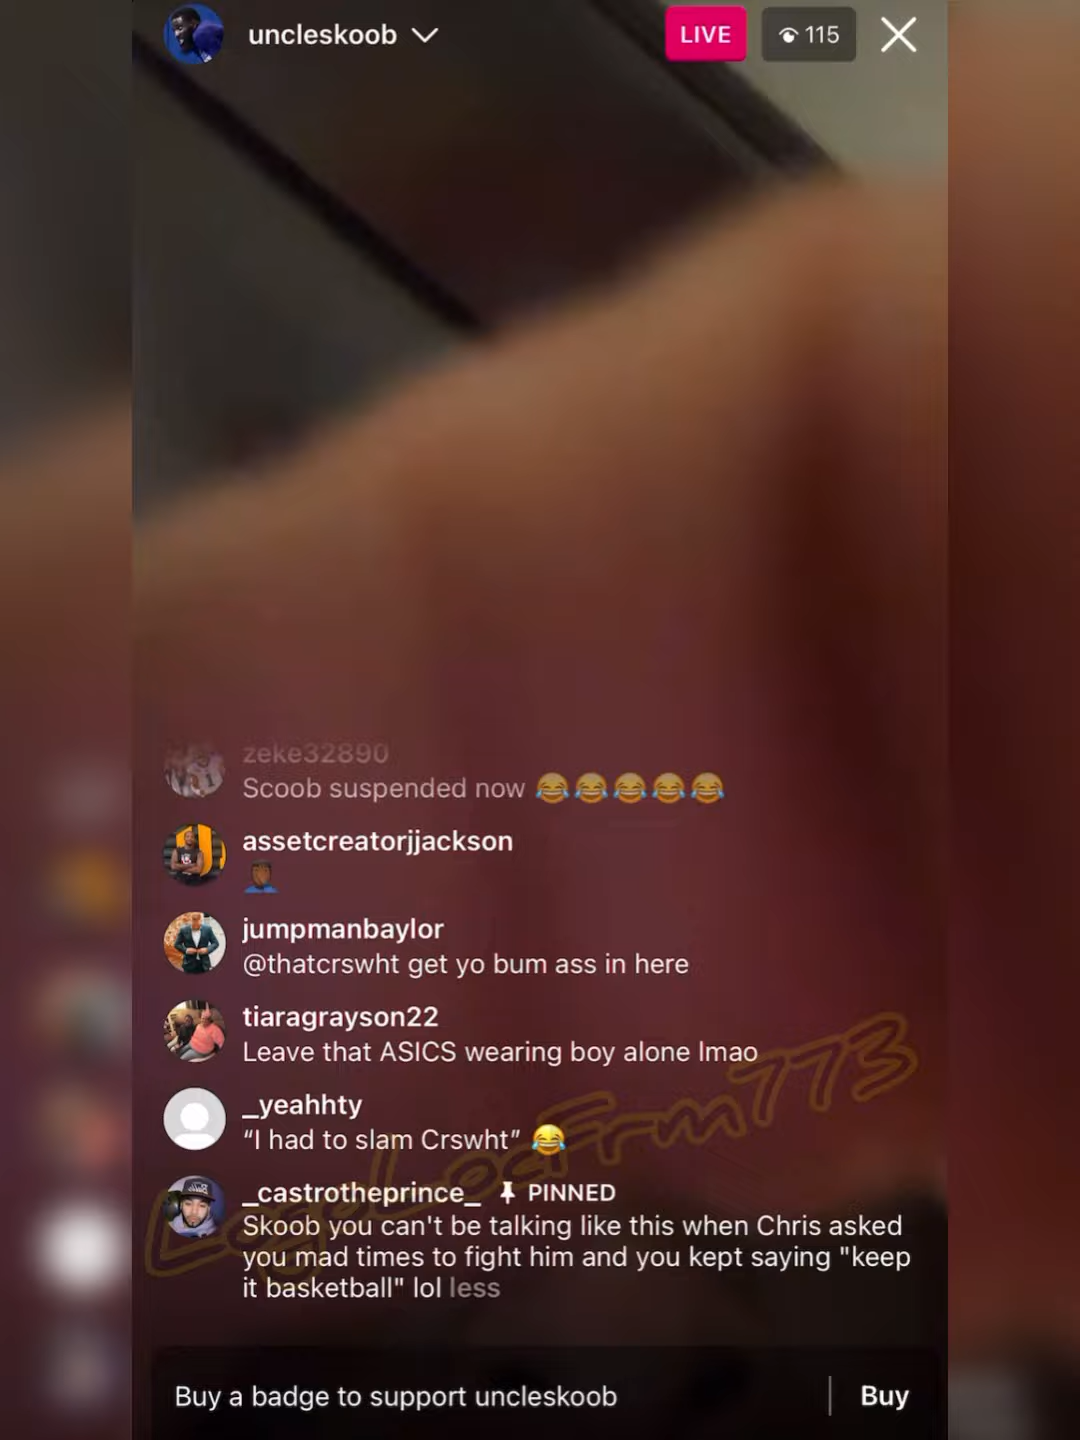 uncleskoob
LIVE
115
zeke32890
Scoob suspended now 😂😂😂😂😂
assetcreatorjjackson
🤦🏾‍♂️
jumpmanbaylor
@thatcrswht get yo bum ass in here
tiaragrayson22
Leave that ASICS wearing boy alone lmao
_yeahhty
“I had to slam Crswht” 😂
_castrotheprince_ PINNED
Skoob you can't be talking like this when Chris asked
you mad times to fight him and you kept saying "keep
it basketball" lol less
LegoLocFrm773
Buy a badge to support uncleskoob
Buy